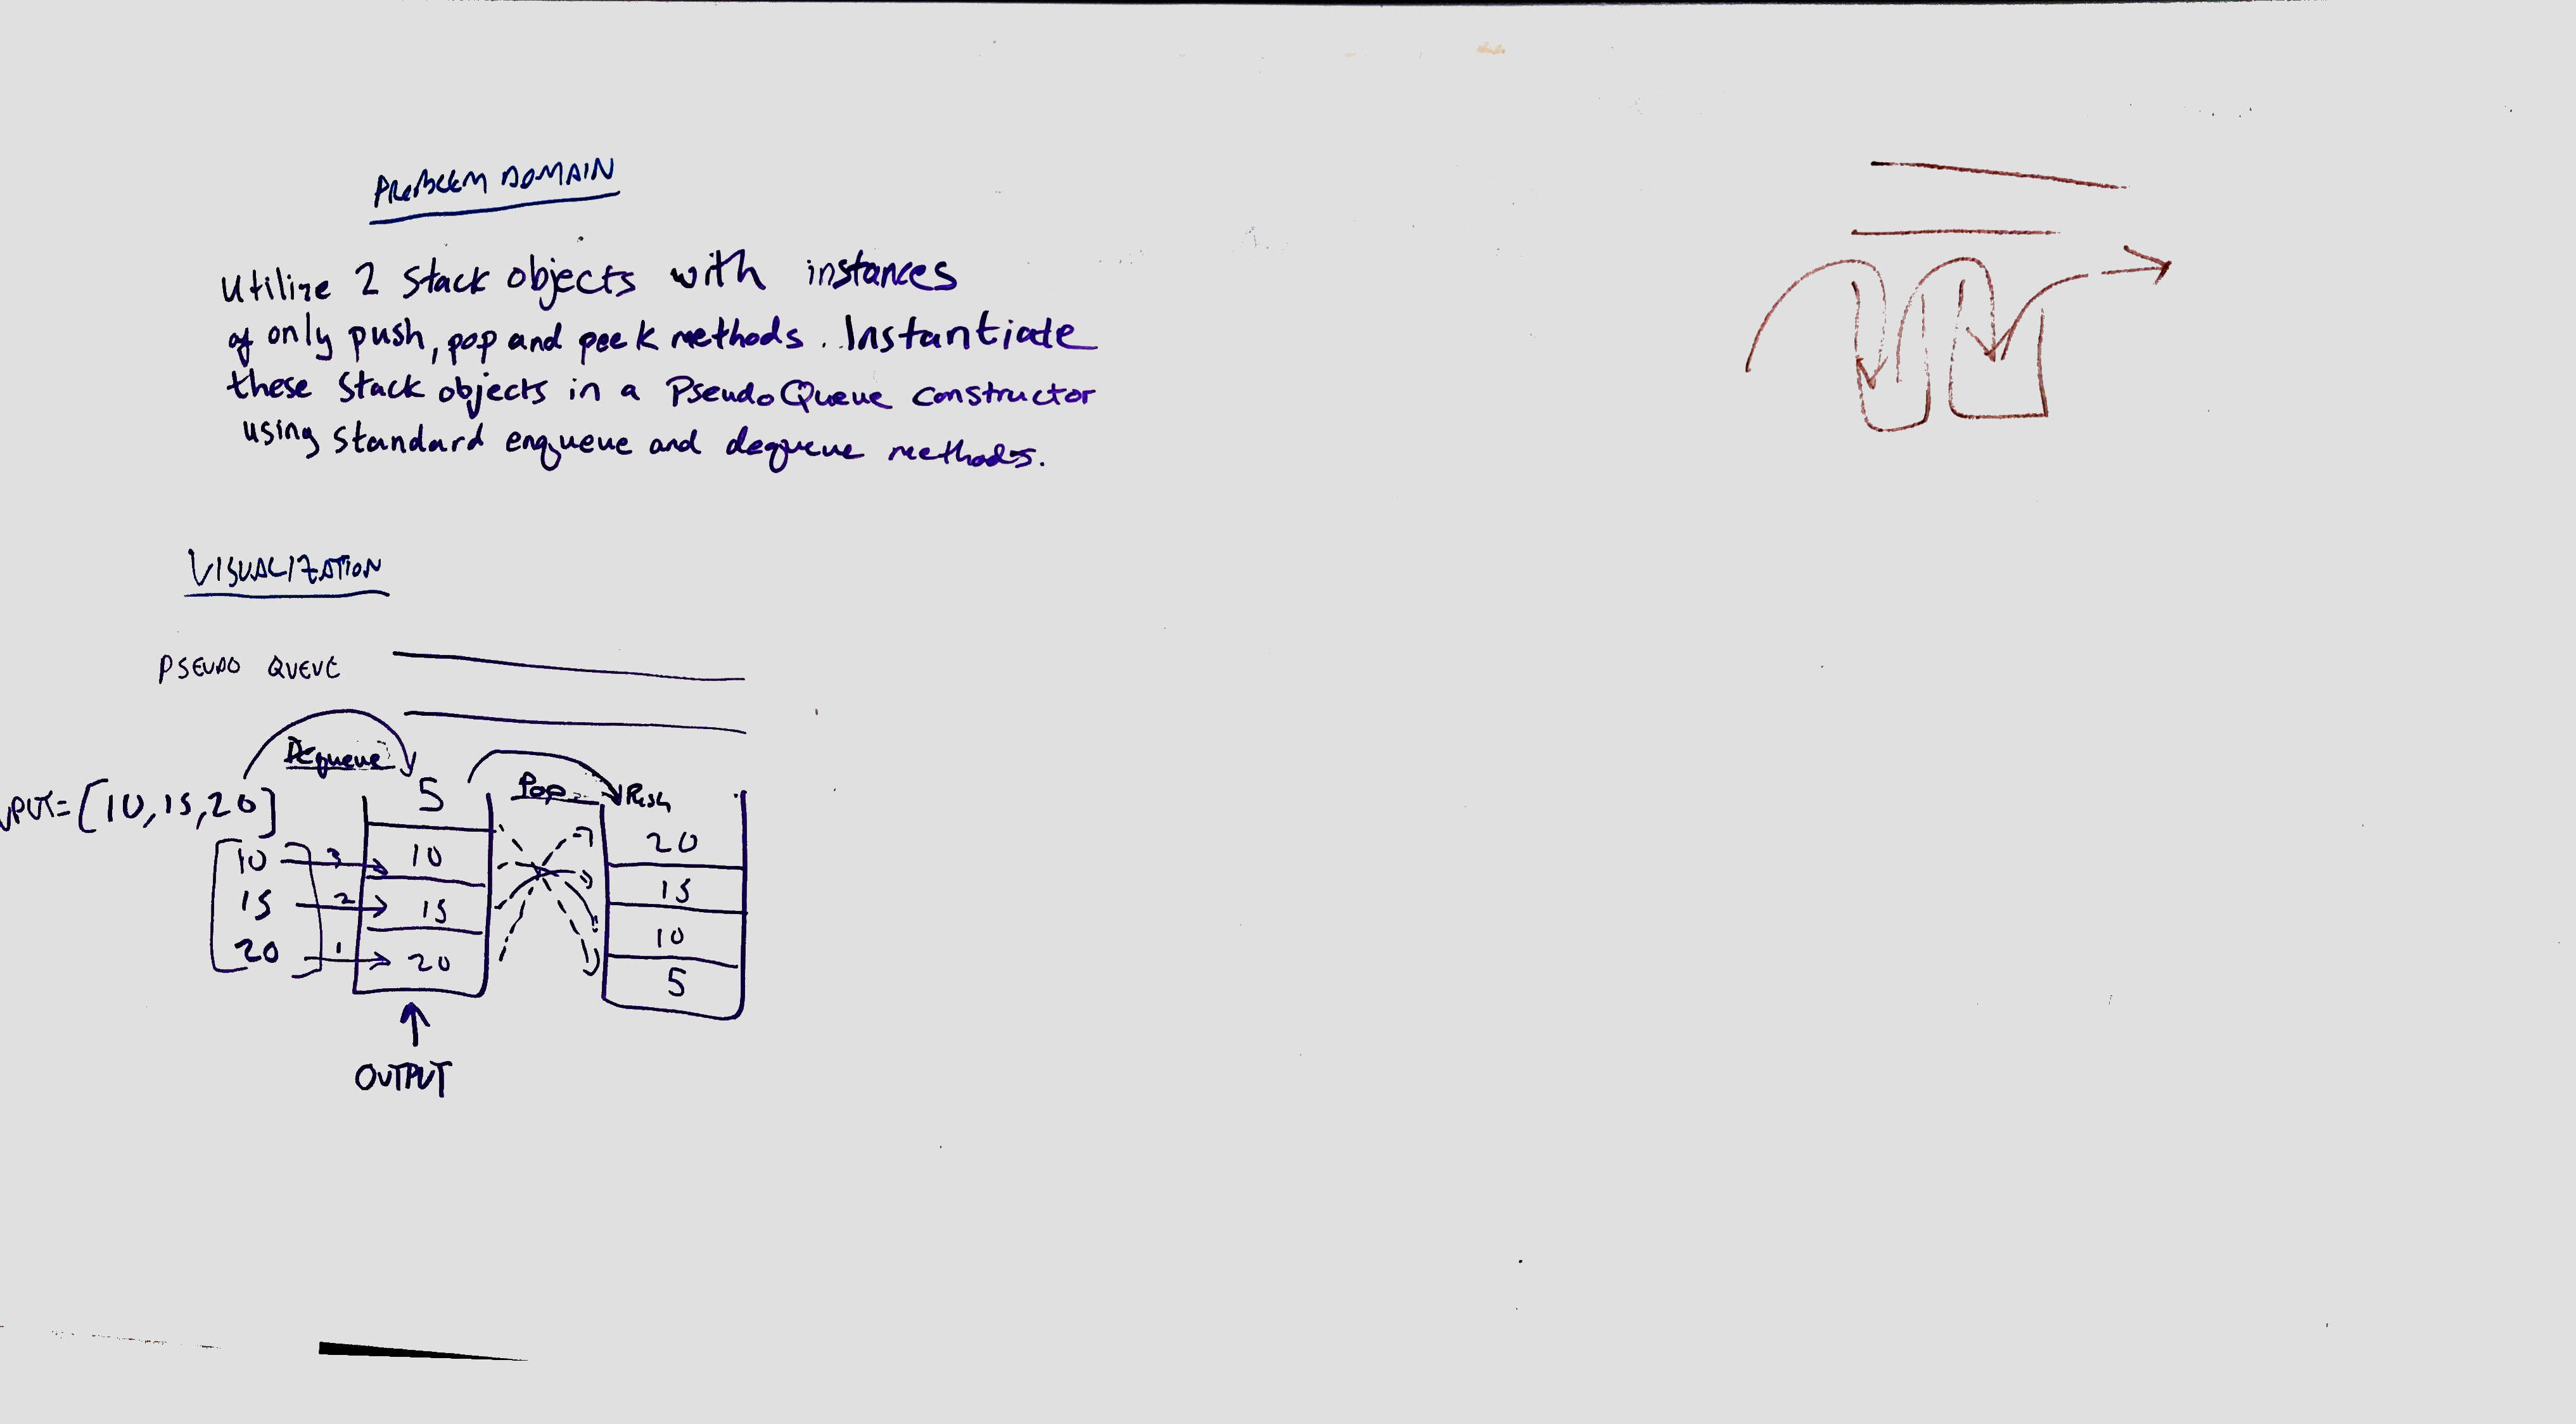 PROBLEM DOMAIN
Utilize 2 Stack objects with instances
of only push, pop and peek methods. Instantiate
these Stack objects in a PseudoQueue constructor
using standard enqueue and dequeue methods.
VISUALIZATION
PSEUDO QUEUE
Dequeue
Pop
Push
NPUT=[10,15,20]
5
10 3 10 20
15 2 15 15
20 1 20 10
5
OUTPUT